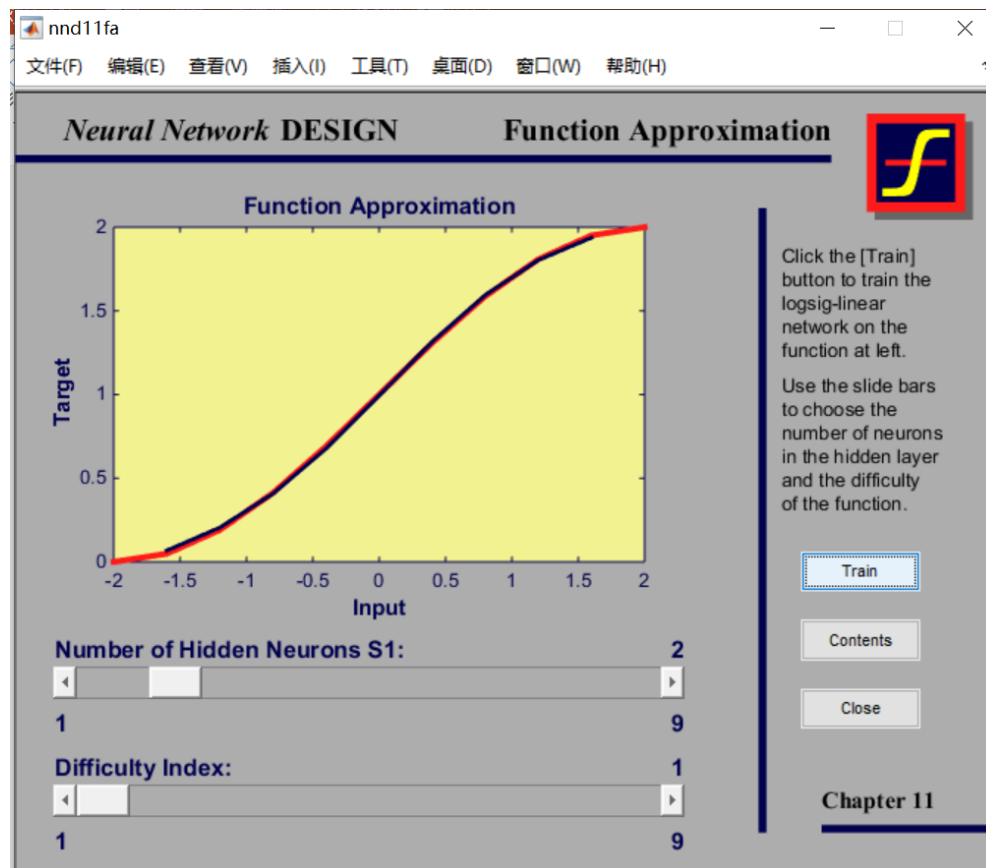 nnd11fa
文件(F) 编辑(E) 查看(V) 插入(I) 工具(T) 桌面(D) 窗口(W) 帮助(H)
Neural Network DESIGN Function Approximation
Function Approximation
2
1.5
1
0.5
0
Target
-2 -1.5 -1 -0.5 0 0.5 1 1.5 2
Input
Click the [Train]
button to train the
logsig-linear
network on the
function at left.
Use the slide bars
to choose the
number of neurons
in the hidden layer
and the difficulty
of the function.
Train
Contents
Close
Number of Hidden Neurons S1: 2
1 9
Difficulty Index: 1
1 9
Chapter 11